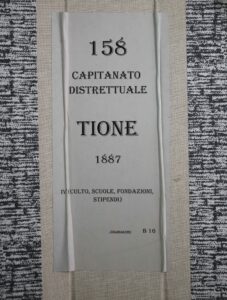 158
CAPITANATO
DISTRETTUALE
TIONE
1887
IV (CULTO, SCUOLE, FONDAZIONI,
STIPENDI)
B 16